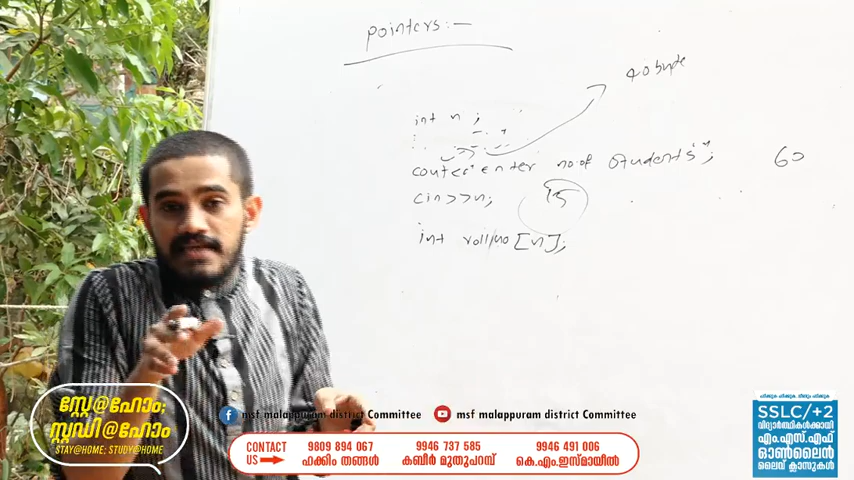 pointers:-
40 byte
int n ;
cout<<"enter no.of Students";
60
cin>>n;
15
int rollno[n];
സ്റ്റേ@ഹോം;
സ്റ്റഡി@ഹോം
STAY@HOME; STUDY@HOME
msf malappuram district Committee
msf malappuram district Committee
CONTACT US
9809 894 067
ഹക്കിം തങ്ങൾ
9946 737 585
കബീർ മുതുപറമ്പ്
9946 491 006
കെ.എം.ഇസ്മായീൽ
SSLC/+2
വിദ്യാർത്ഥികൾക്കായി
എം.എസ്.എഫ്
ഓൺലൈൻ
ലൈവ് ക്ലാസുകൾ